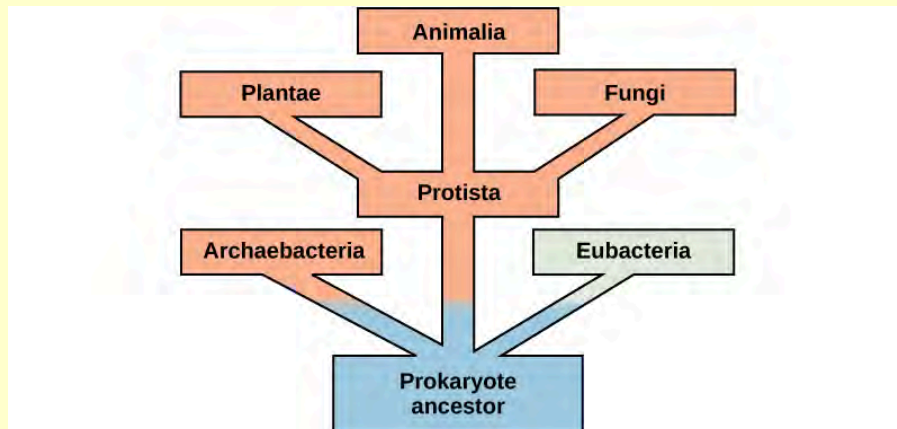 Animalia
Plantae
Fungi
Protista
Archaebacteria
Eubacteria
Prokaryote
ancestor